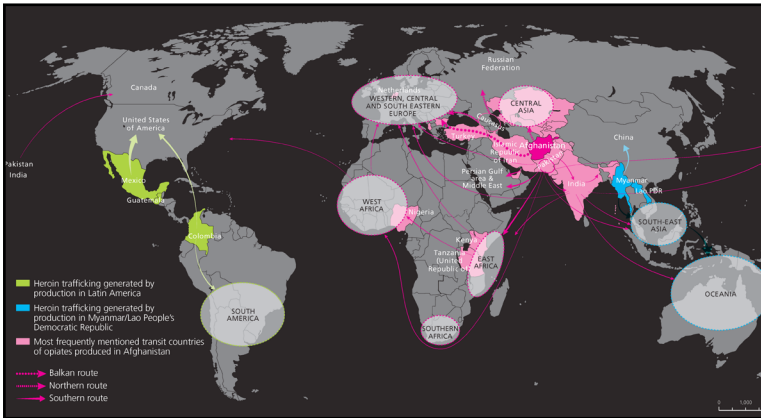 Canada
United States
of America
Pakistan
India
Mexico
Guatemala
Colombia
SOUTH
AMERICA
Netherlands
WESTERN, CENTRAL
AND SOUTH EASTERN
EUROPE
Russian
Federation
CENTRAL
ASIA
Caucasus
Turkey
Islamic
Republic
of Iran
Afghanistan
Pakistan
Persian Gulf
area &
Middle East
India
China
Myanmar
Lao PDR
SOUTH-EAST
ASIA
OCEANIA
WEST
AFRICA
Nigeria
Kenya
Tanzania
(United
Republic of)
EAST
AFRICA
SOUTHERN
AFRICA
Heroin trafficking generated by
production in Latin America
Heroin trafficking generated by
production in Myanmar/Lao People's
Democratic Republic
Most frequently mentioned transit countries
of opiates produced in Afghanistan
Balkan route
Northern route
Southern route
0 1,000